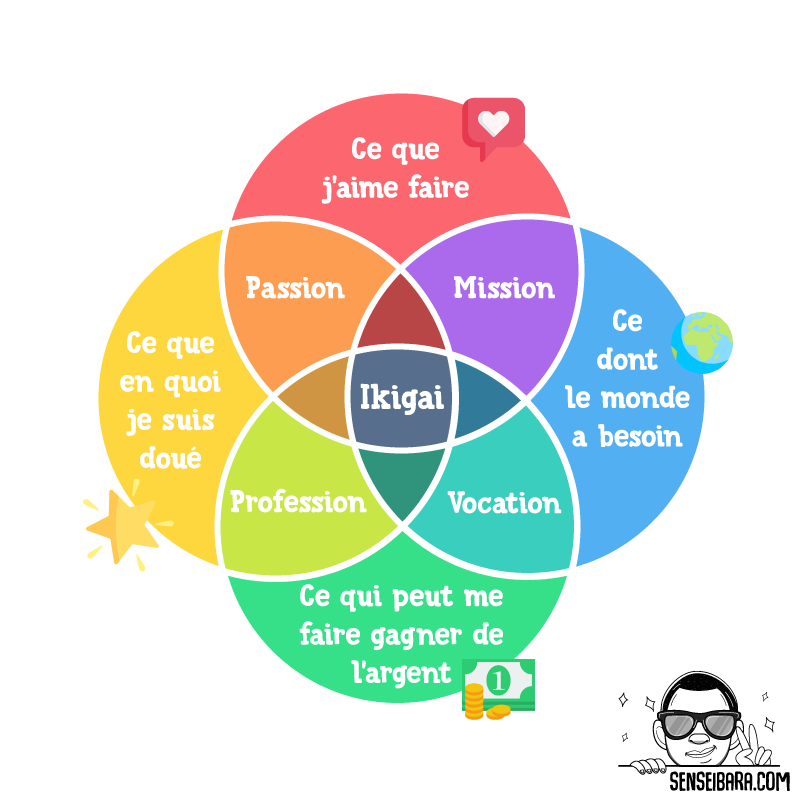 Ce que
j'aime faire
Passion
Mission
Ce que
en quoi
je suis
doué
Ikigai
Ce
dont
le monde
a besoin
Profession
Vocation
Ce qui peut me
faire gagner de
l'argent
1
SENSEIBARA.COM